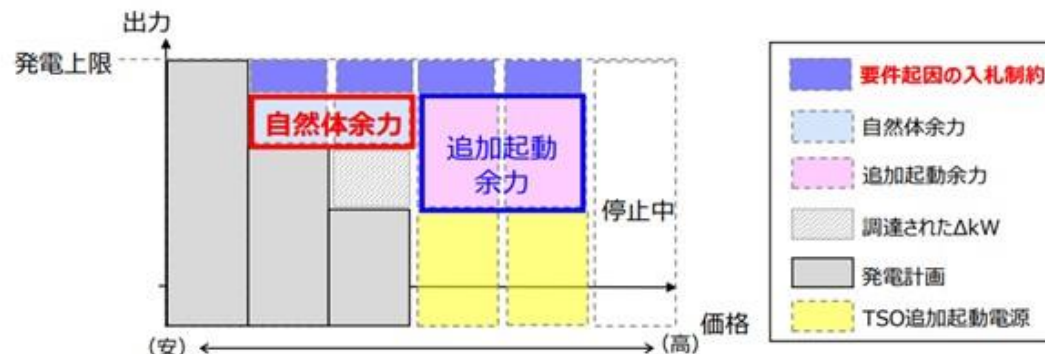 出力
発電上限
自然体余力
追加起動
余力
停止中
価格
(安)
(高)
要件起因の入札制約
自然体余力
追加起動余力
調達されたΔkW
発電計画
TSO追加起動電源